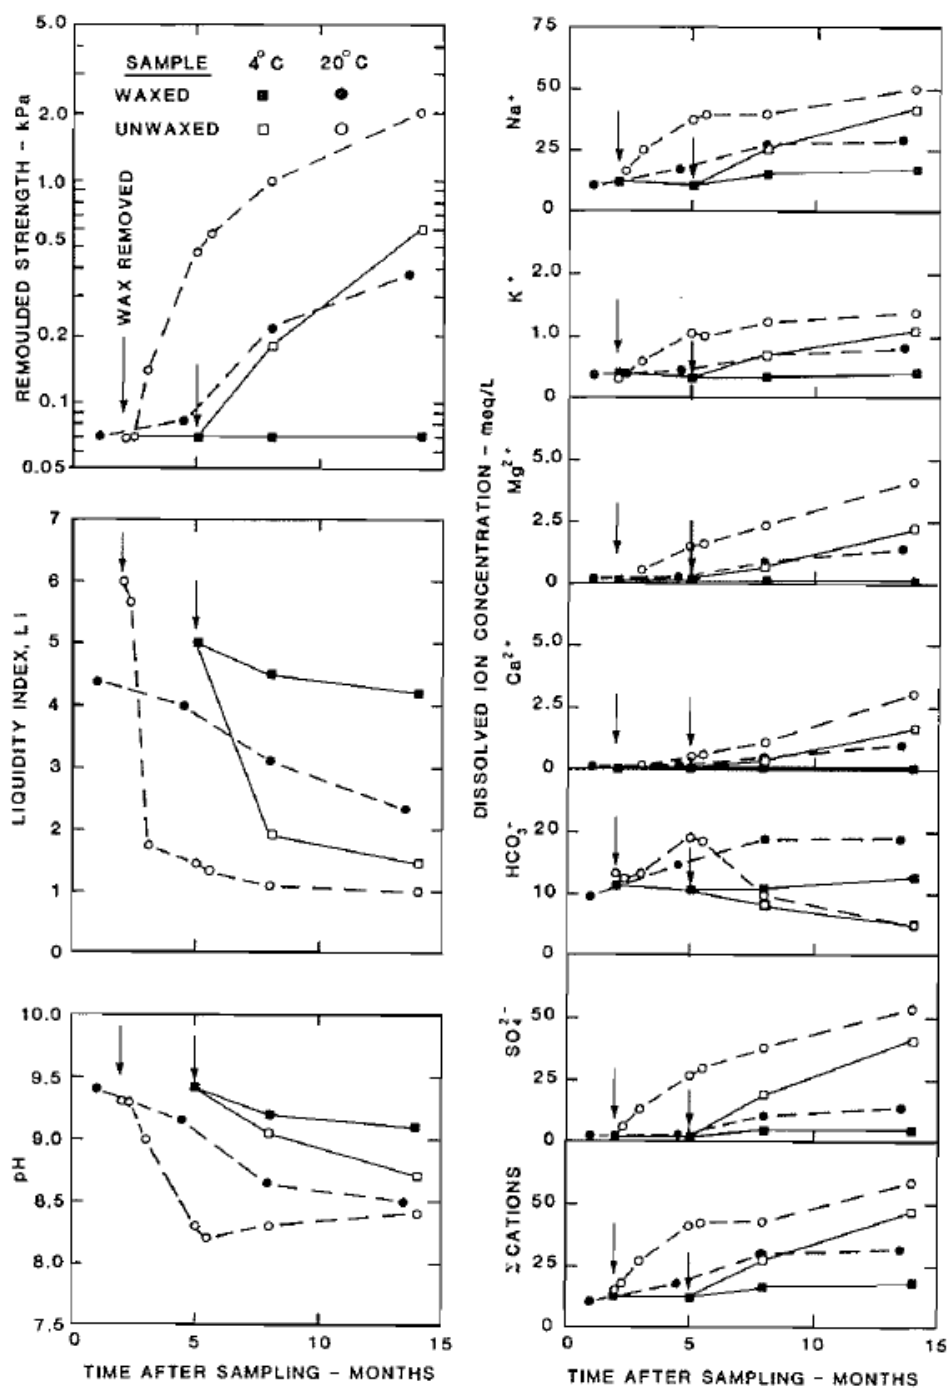 5.0
2.0
1.0
0.5
0.2
0.1
0.05
REMOULDED STRENGTH - kPa
SAMPLE 4°C 20°C
WAXED
UNWAXED
WAX REMOVED
7
6
5
4
3
2
1
0
LIQUIDITY INDEX, LI
10.0
9.5
9.0
8.5
8.0
7.5
pH
0 5 10 15
TIME AFTER SAMPLING - MONTHS
DISSOLVED ION CONCENTRATION - meq/L
75
50
25
0
Na⁺
2.0
1.0
0
K⁺
5.0
2.5
0
Mg²⁺
5.0
2.5
0
Ca²⁺
20
10
0
HCO₃⁻
50
25
0
SO₄²⁻
50
25
0
ΣCATIONS
0 5 10 15
TIME AFTER SAMPLING - MONTHS